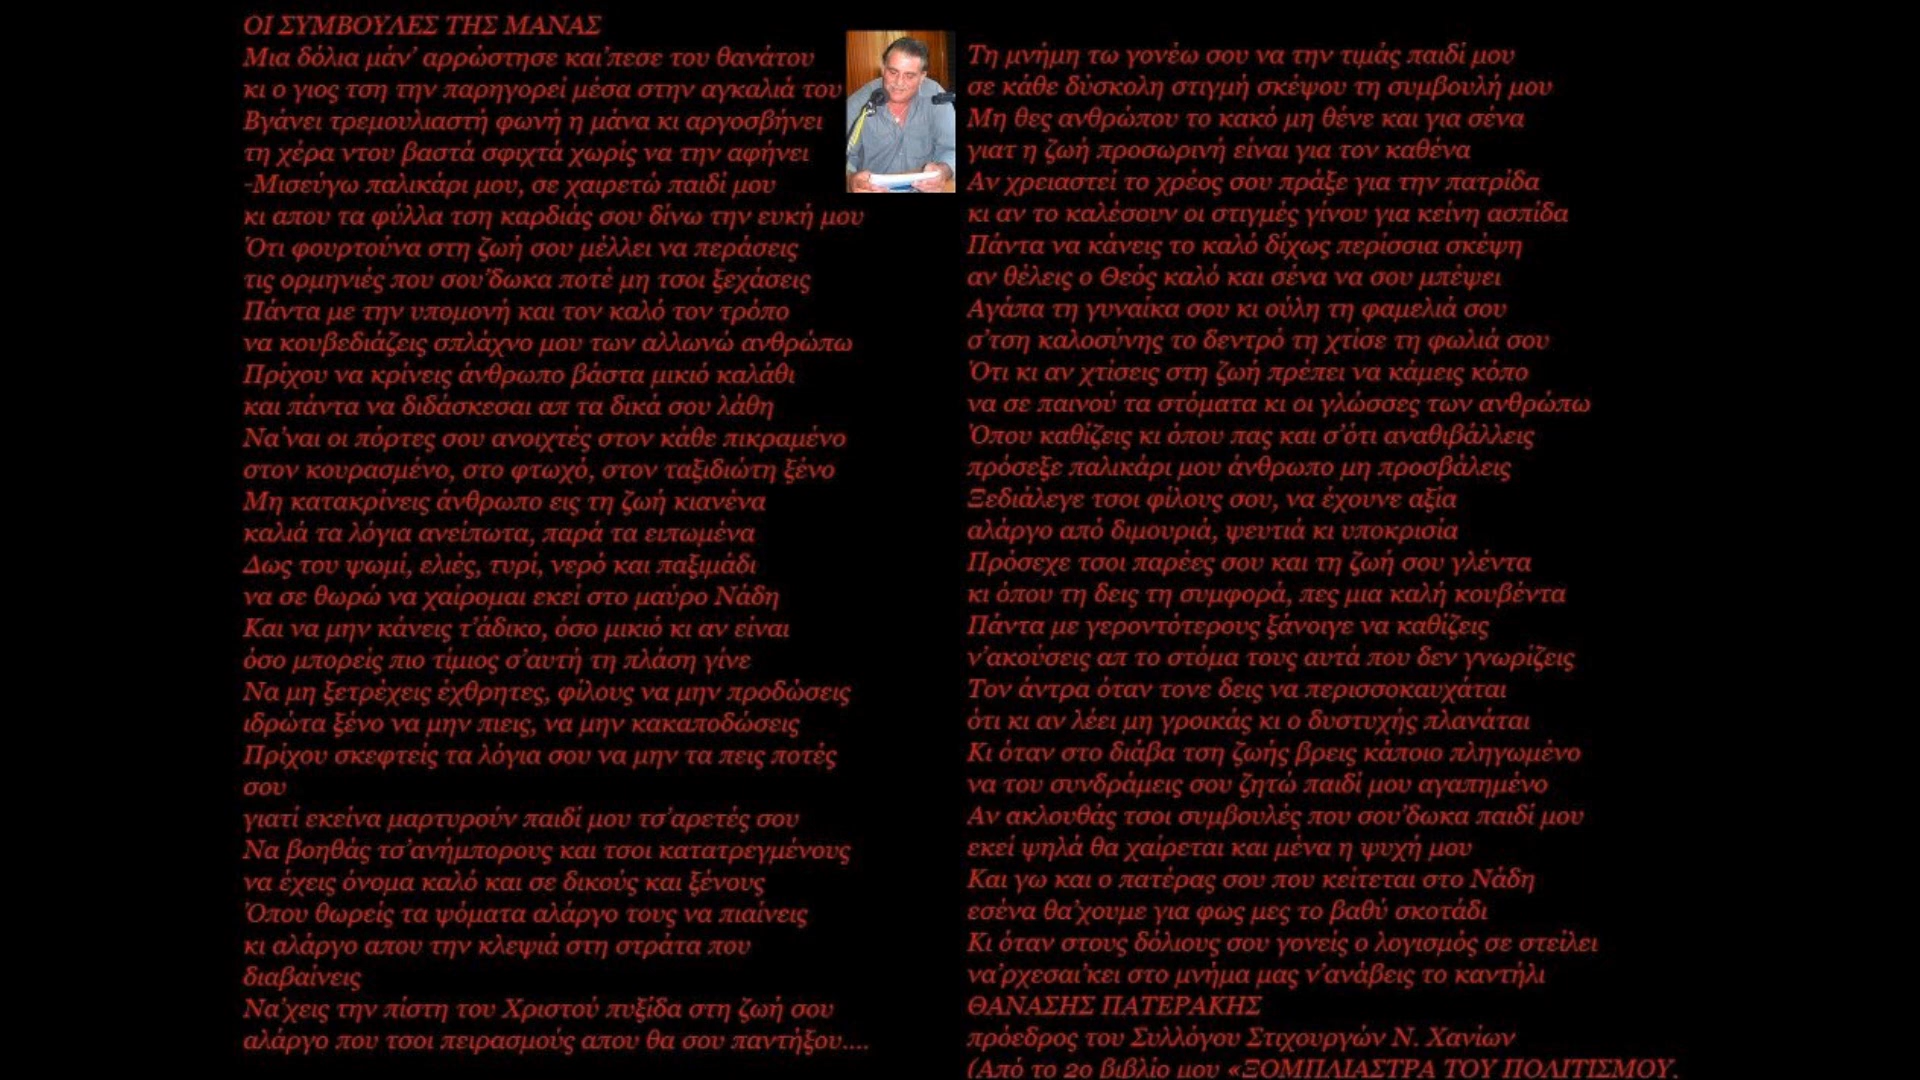 ΟΙ ΣΥΜΒΟΥΛΕΣ ΤΗΣ ΜΑΝΑΣ
Μια δόλια μάν’ αρρώστησε και’πεσε του θανάτου
κι ο γιος τση την παρηγορεί μέσα στην αγκαλιά του
Βγάνει τρεμουλιαστή φωνή η μάνα κι αργοσβήνει
τη χέρα ντου βαστά σφιχτά χωρίς να την αφήνει
-Μισεύγω παλικάρι μου, σε χαιρετώ παιδί μου
κι απου τα φύλλα τση καρδιάς σου δίνω την ευκή μου
Ότι φουρτούνα στη ζωή σου μέλλει να περάσεις
τις ορμηνιές που σου’δωκα ποτέ μη τσοι ξεχάσεις
Πάντα με την υπομονή και τον καλό τον τρόπο
να κουβεδιάζεις σπλάχνο μου των αλλωνώ ανθρώπω
Πρίχου να κρίνεις άνθρωπο βάστα μικιό καλάθι
και πάντα να διδάσκεσαι απ τα δικά σου λάθη
Να’ναι οι πόρτες σου ανοιχτές στον κάθε πικραμένο
στον κουρασμένο, στο φτωχό, στον ταξιδιώτη ξένο
Μη κατακρίνεις άνθρωπο εις τη ζωή κιανένα
καλιά τα λόγια ανείπωτα, παρά τα ειπωμένα
Δως του ψωμί, ελιές, τυρί, νερό και παξιμάδι
να σε θωρώ να χαίρομαι εκεί στο μαύρο Νάδη
Και να μην κάνεις τ’άδικο, όσο μικιό κι αν είναι
όσο μπορείς πιο τίμιος σ’αυτή τη πλάση γίνε
Να μη ξετρέχεις έχθρητες, φίλους να μην προδώσεις
ιδρώτα ξένο να μην πιεις, να μην κακαποδώσεις
Πρίχου σκεφτείς τα λόγια σου να μην τα πεις ποτές
σου
γιατί εκείνα μαρτυρούν παιδί μου τσ’αρετές σου
Να βοηθάς τσ’ανήμπορους και τσοι κατατρεγμένους
να έχεις όνομα καλό και σε δικούς και ξένους
Όπου θωρείς τα ψόματα αλάργο τους να πιαίνεις
κι αλάργο απου την κλεψιά στη στράτα που
διαβαίνεις
Να’χεις την πίστη του Χριστού πυξίδα στη ζωή σου
αλάργο που τσοι πειρασμούς απου θα σου παντήξου....
Τη μνήμη τω γονέω σου να την τιμάς παιδί μου
σε κάθε δύσκολη στιγμή σκέψου τη συμβουλή μου
Μη θες ανθρώπου το κακό μη θένε και για σένα
γιατ η ζωή προσωρινή είναι για τον καθένα
Αν χρειαστεί το χρέος σου πράξε για την πατρίδα
κι αν το καλέσουν οι στιγμές γίνου για κείνη ασπίδα
Πάντα να κάνεις το καλό δίχως περίσσια σκέψη
αν θέλεις ο Θεός καλό και σένα να σου μπέψει
Αγάπα τη γυναίκα σου κι ούλη τη φαμελιά σου
σ’τση καλοσύνης το δεντρό τη χτίσε τη φωλιά σου
Ότι κι αν χτίσεις στη ζωή πρέπει να κάμεις κόπο
να σε παινού τα στόματα κι οι γλώσσες των ανθρώπω
Όπου καθίζεις κι όπου πας και σ’ότι αναθιβάλλεις
πρόσεξε παλικάρι μου άνθρωπο μη προσβάλεις
Ξεδιάλεγε τσοι φίλους σου, να έχουνε αξία
αλάργο από διμουριά, ψευτιά κι υποκρισία
Πρόσεχε τσοι παρέες σου και τη ζωή σου γλέντα
κι όπου τη δεις τη συμφορά, πες μια καλή κουβέντα
Πάντα με γεροντότερους ξάνοιγε να καθίζεις
ν’ακούσεις απ το στόμα τους αυτά που δεν γνωρίζεις
Τον άντρα όταν τονε δεις να περισσοκαυχάται
ότι κι αν λέει μη γροικάς κι ο δυστυχής πλανάται
Κι όταν στο διάβα τση ζωής βρεις κάποιο πληγωμένο
να του συνδράμεις σου ζητώ παιδί μου αγαπημένο
Αν ακλουθάς τσοι συμβουλές που σου’δωκα παιδί μου
εκεί ψηλά θα χαίρεται και μένα η ψυχή μου
Και γω και ο πατέρας σου που κείτεται στο Νάδη
εσένα θα’χουμε για φως μες το βαθύ σκοτάδι
Κι όταν στους δόλιους σου γονείς ο λογισμός σε στείλει
να’ρχεσαι’κει στο μνήμα μας ν’ανάβεις το καντήλι
ΘΑΝΑΣΗΣ ΠΑΤΕΡΑΚΗΣ
πρόεδρος του Συλλόγου Στιχουργών Ν. Χανίων
(Από το 2ο βιβλίο μου «ΞΟΜΠΛΙΑΣΤΡΑ ΤΟΥ ΠΟΛΙΤΙΣΜΟΥ.